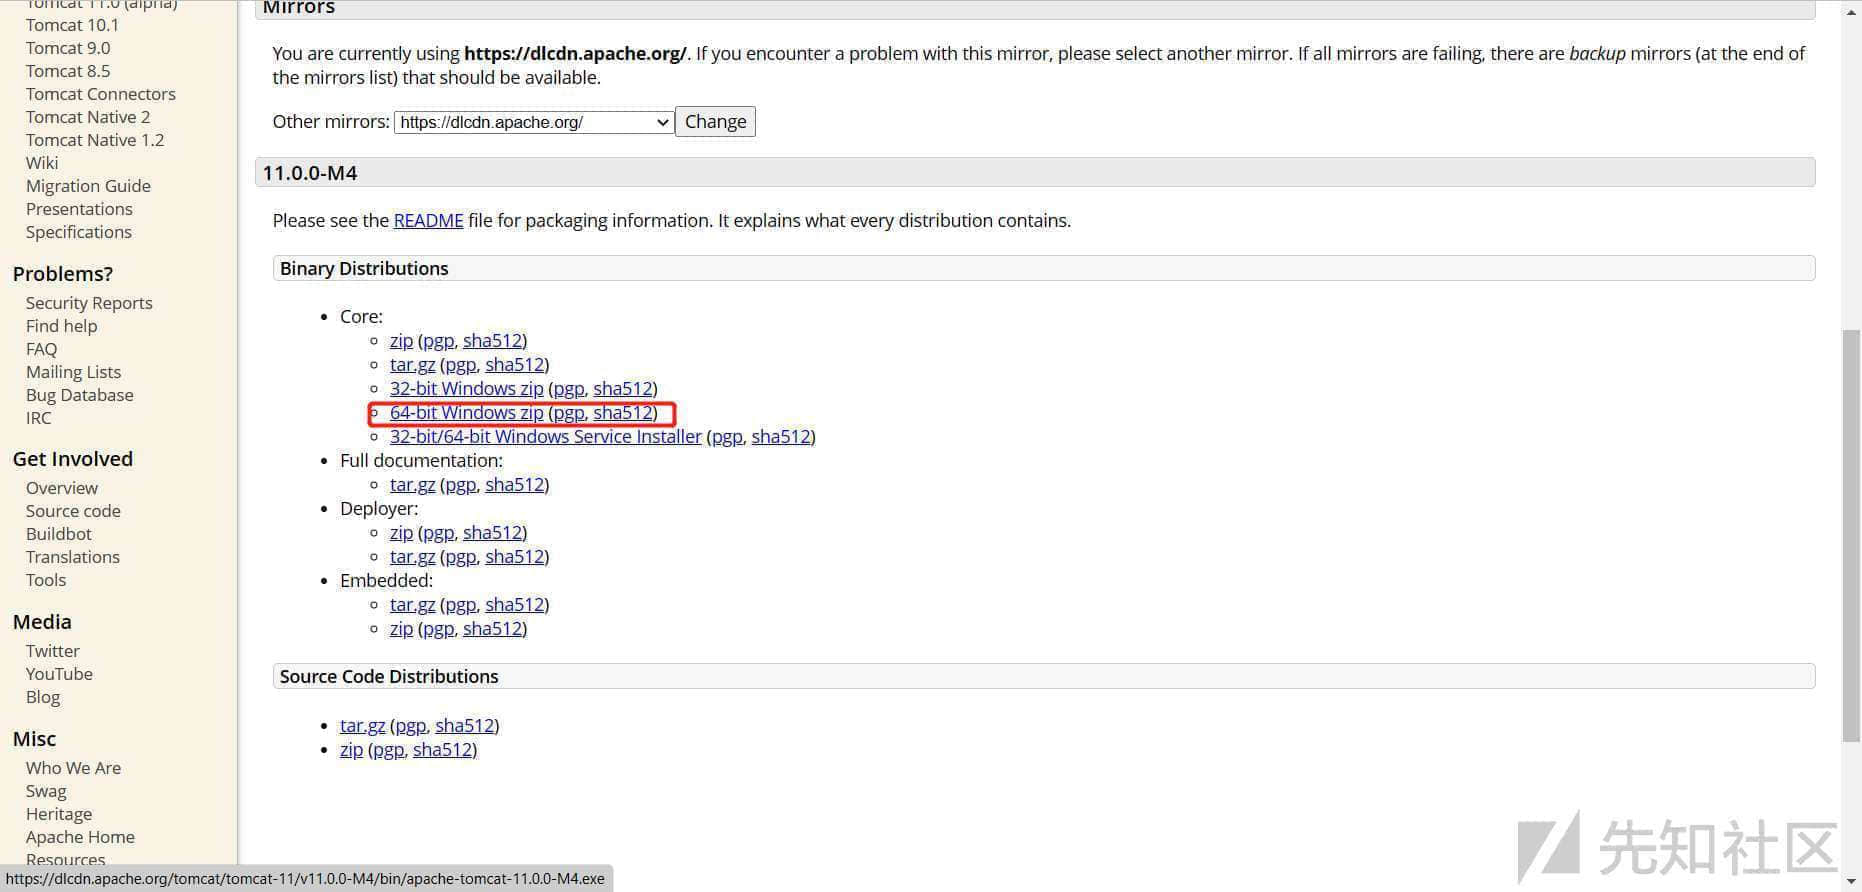 Tomcat 11.0 (alpha)
Tomcat 10.1
Tomcat 9.0
Tomcat 8.5
Tomcat Connectors
Tomcat Native 2
Tomcat Native 1.2
Wiki
Migration Guide
Presentations
Specifications
Problems?
Security Reports
Find help
FAQ
Mailing Lists
Bug Database
IRC
Get Involved
Overview
Source code
Buildbot
Translations
Tools
Media
Twitter
YouTube
Blog
Misc
Who We Are
Swag
Heritage
Apache Home
Resources
Mirrors
You are currently using https://dlcdn.apache.org/. If you encounter a problem with this mirror, please select another mirror. If all mirrors are failing, there are backup mirrors (at the end of
the mirrors list) that should be available.
Other mirrors: https://dlcdn.apache.org/ Change
11.0.0-M4
Please see the README file for packaging information. It explains what every distribution contains.
Binary Distributions
Core:
zip (pgp, sha512)
tar.gz (pgp, sha512)
32-bit Windows zip (pgp, sha512)
64-bit Windows zip (pgp, sha512)
32-bit/64-bit Windows Service Installer (pgp, sha512)
Full documentation:
tar.gz (pgp, sha512)
Deployer:
zip (pgp, sha512)
tar.gz (pgp, sha512)
Embedded:
tar.gz (pgp, sha512)
zip (pgp, sha512)
Source Code Distributions
tar.gz (pgp, sha512)
zip (pgp, sha512)
先知社区
https://dlcdn.apache.org/tomcat/tomcat-11/v11.0.0-M4/bin/apache-tomcat-11.0.0-M4.exe